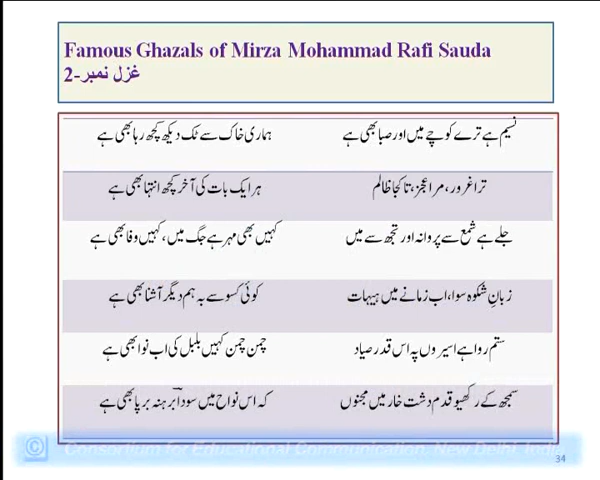 Famous Ghazals of Mirza Mohammad Rafi Sauda
غزل نمبر-2
نسیم ہے ترے کوچے میں اور صبا بھی ہے ہماری خاک سے ٹک دیکھ کچھ رہا بھی ہے
ترا غرور، مرا عجز، تا کجا ظالم ہر ایک بات کی آخر کچھ انتہا بھی ہے
جلے ہے شمع سے پروانہ اور تجھ سے میں کہیں بھی مہر ہے جگ میں، کہیں وفا بھی ہے
زبانِ شکوہ سوا، اب زمانے میں ہیہات کوئی کسو سے بہ ہم دیگر آشنا بھی ہے
ستم روا ہے اسیروں پہ اس قدر صیاد چمن چمن کہیں بلبل کی اب نوا بھی ہے
سمجھ کے رکھیو قدم دشت خار میں مجنوں کہ اس نواح میں سودا برہنہ پا بھی ہے
© Consortium for Educational Communication, New Delhi, India
34